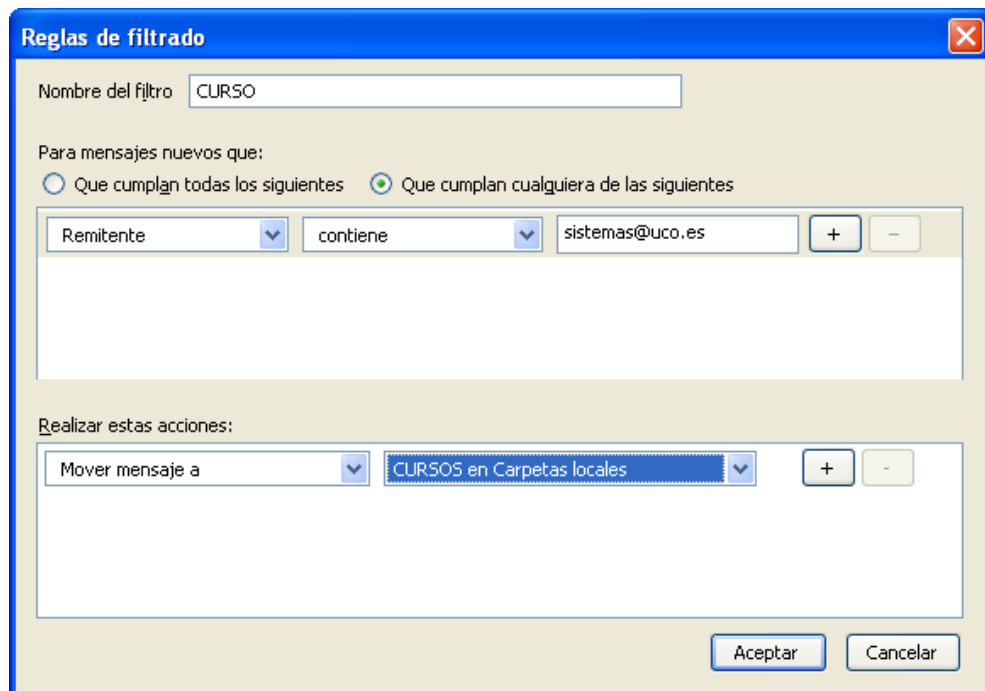 Reglas de filtrado
Nombre del filtro CURSO
Para mensajes nuevos que:
Que cumplan todas los siguientes Que cumplan cualquiera de las siguientes
Remitente contiene sistemas@uco.es + -
Realizar estas acciones:
Mover mensaje a CURSOS en Carpetas locales + -
Aceptar Cancelar